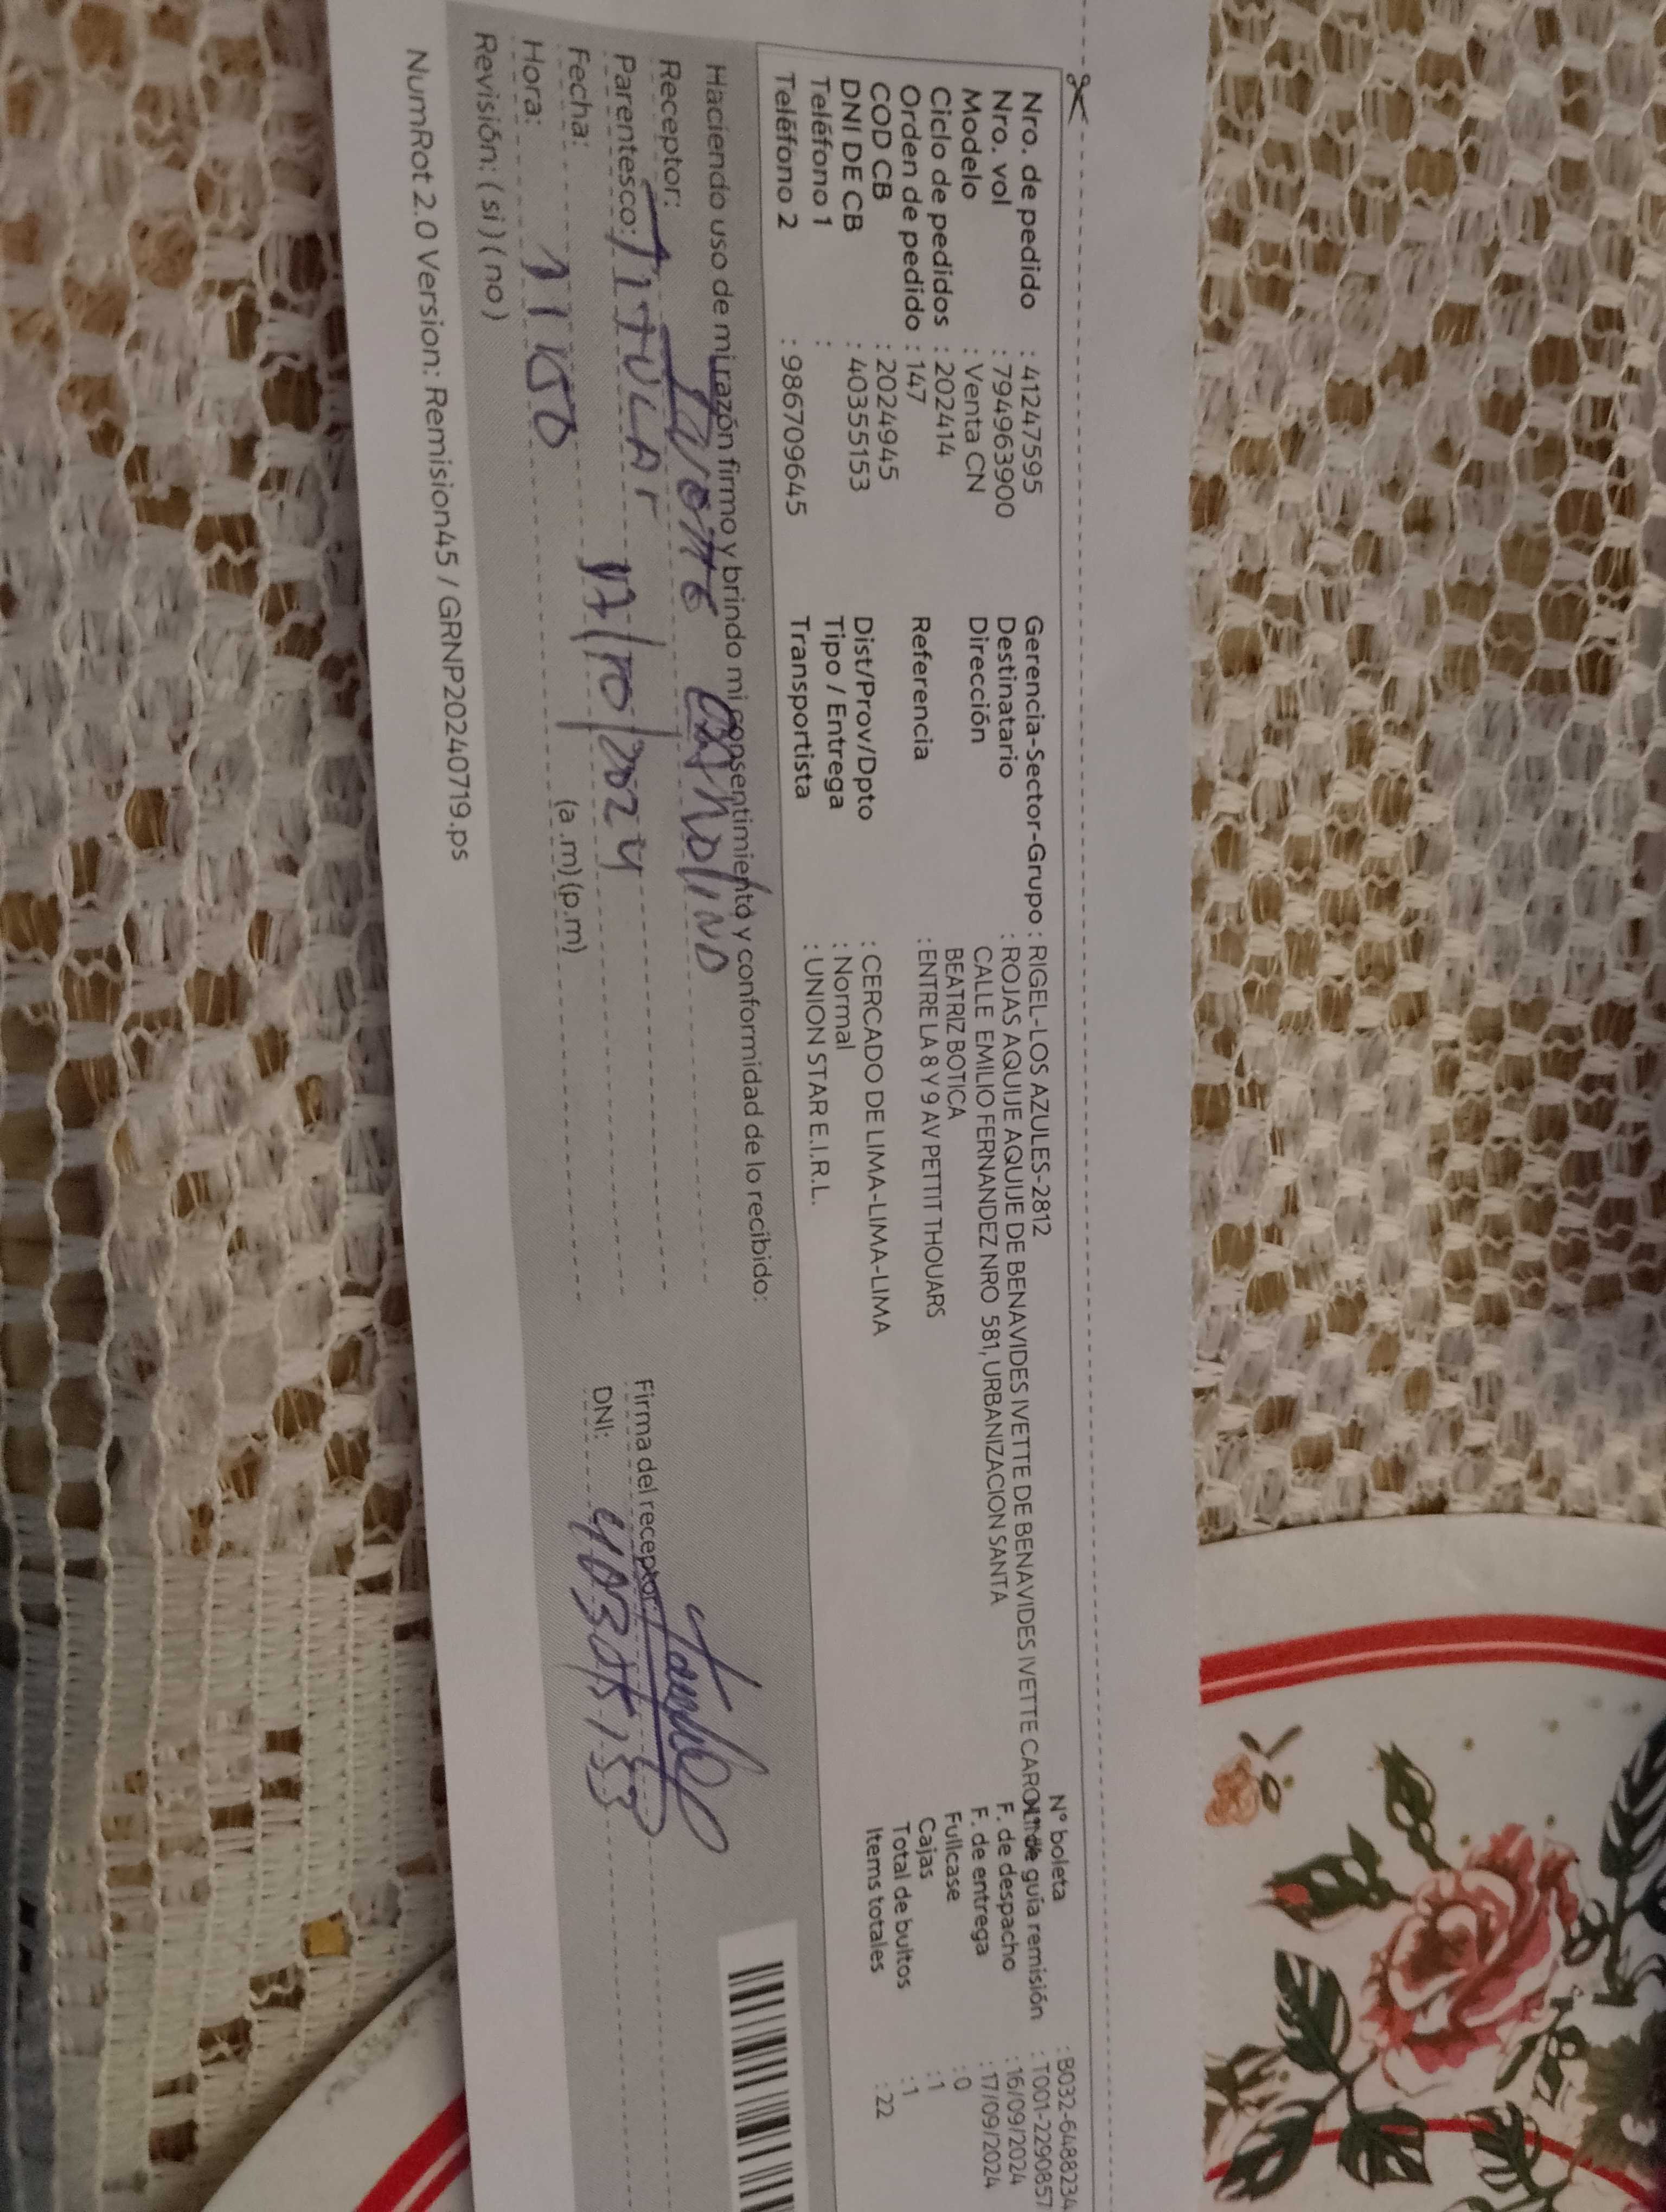 Nro. de pedido : 41247595
Nro. vol : 794963900
Modelo : Venta CN
Ciclo de pedidos : 202414
Orden de pedido : 147
COD CB : 2024945
DNI DE CB : 40355153
Teléfono 1 :
Teléfono 2 : 986709645
Gerencia-Sector-Grupo : RIGEL-LOS AZULES-2812
Destinatario : ROJAS AQUIJE AQUIJE DE BENAVIDES IVETTE DE BENAVIDES IVETTE CAROLIN
Dirección CALLE EMILIO FERNANDEZ NRO 581, URBANIZACION SANTA
BEATRIZ BOTICA
Referencia : ENTRE LA 8 Y 9 AV PETTIT THOUARS
Dist/Prov/Dpto : CERCADO DE LIMA-LIMA-LIMA
Tipo / Entrega : Normal
Transportista : UNION STAR E.I.R.L.
N° boleta : B032-6488234
guía remisión : T001-2290857
F. de despacho : 16/09/2024
F. de entrega : 17/09/2024
Fullcase : 0
Cajas : 1
Total de bultos : 1
Items totales : 22
Haciendo uso de mi razón firmo y brindo mi consentimiento y conformidad de lo recibido:
Receptor:
Parentesco: TITULAR
Fecha: /10/2024
Hora: (a .m) (p.m)
Revisión: ( si ) ( no )
Firma del receptor:
DNI:
NumRot 2.0 Version: Remision45 / GRNP20240719.ps